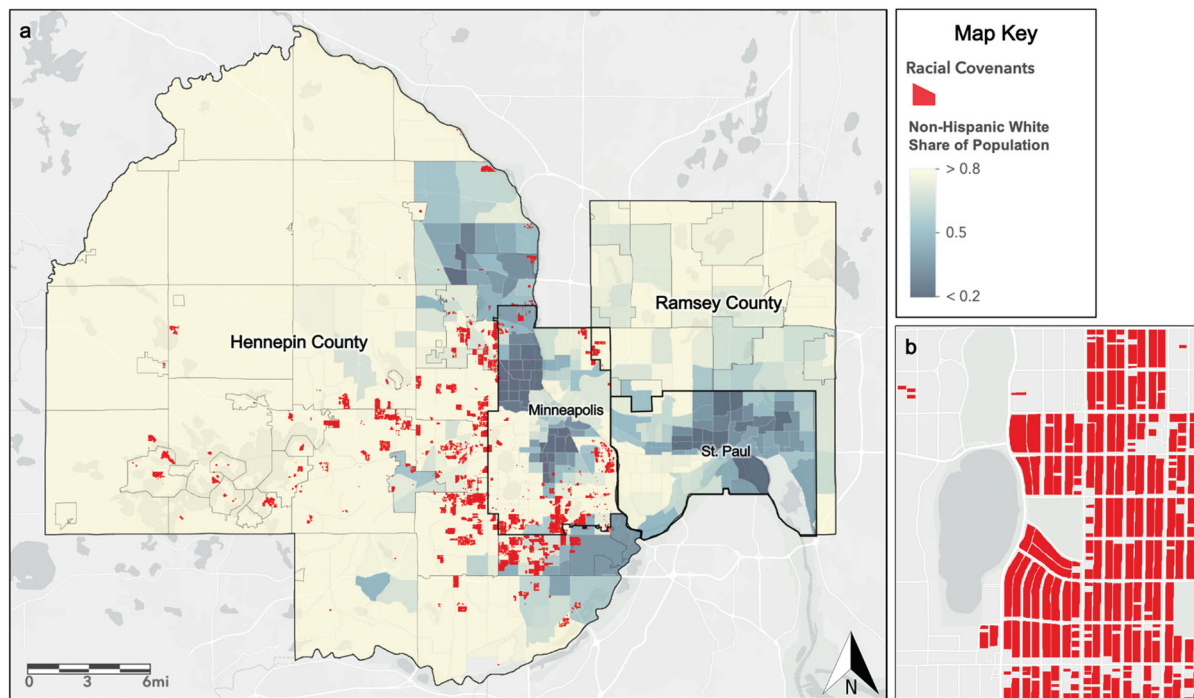 a
Hennepin County
Ramsey County
Minneapolis
St. Paul
0 3 6mi
N
Map Key
Racial Covenants
Non-Hispanic White
Share of Population
> 0.8
0.5
< 0.2
b